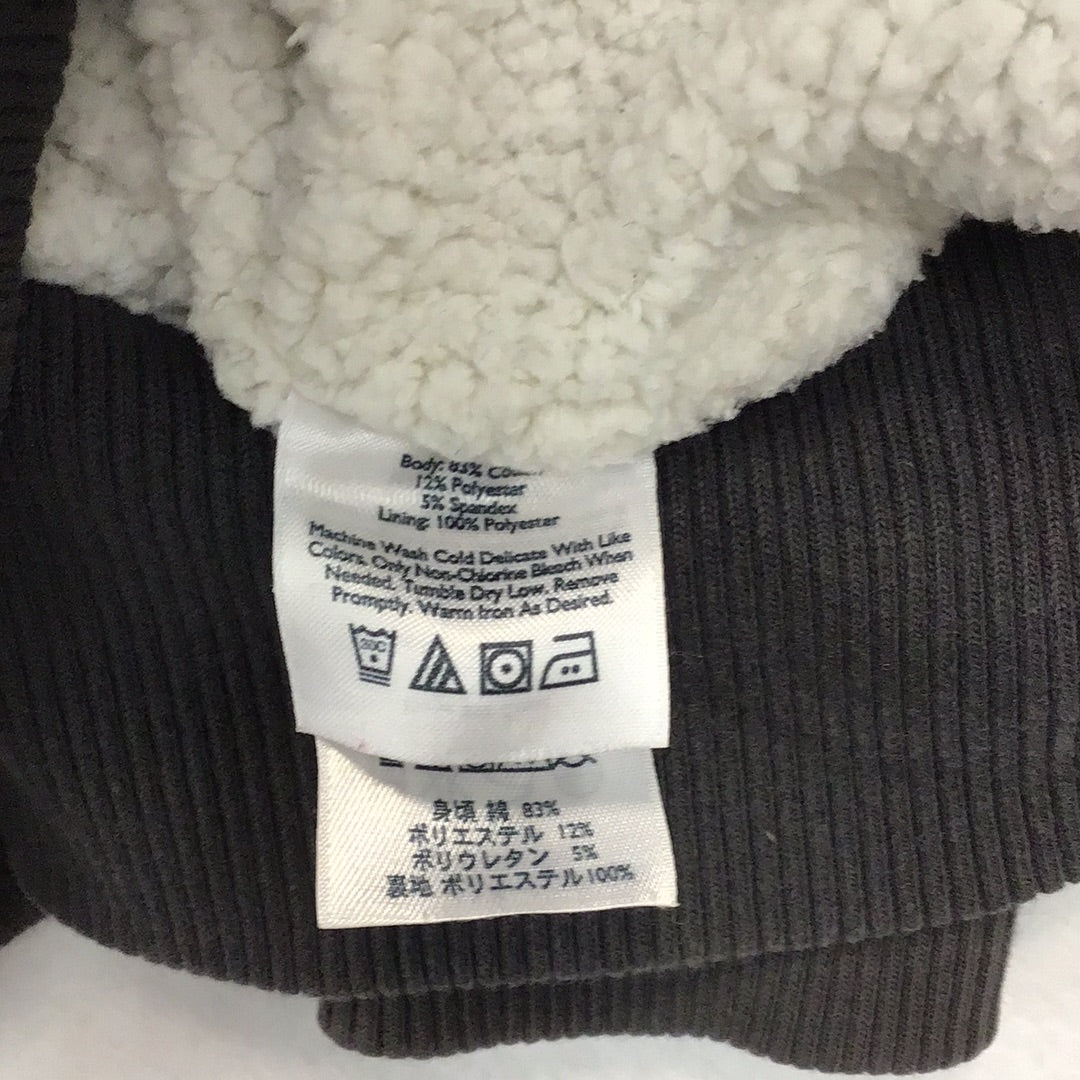 Body: 83% Cotton
12% Polyester
5% Spandex
Lining: 100% Polyester
Machine Wash Cold Delicate With Like
Colors. Only Non-Chlorine Bleach When
Needed. Tumble Dry Low. Remove
Promptly. Warm Iron As Desired.
30C
身頃 綿 83%
ポリエステル 12%
ポリウレタン 5%
裏地 ポリエステル100%